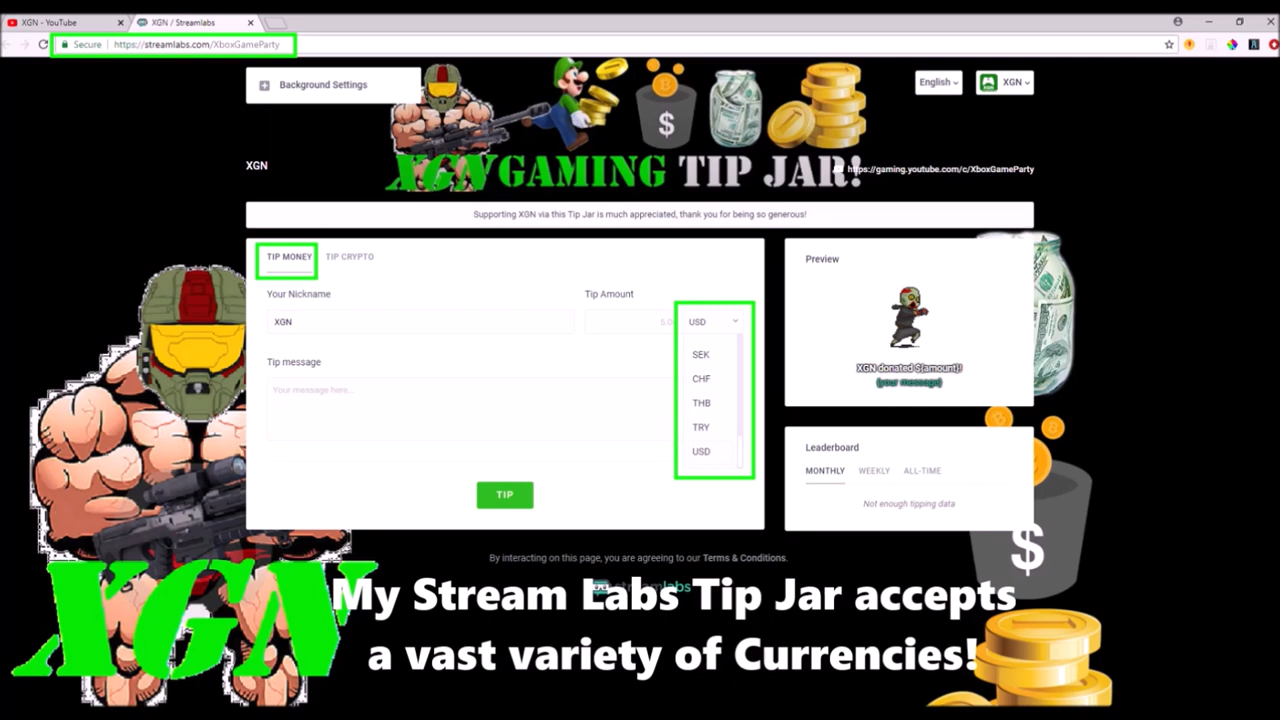 XGN - YouTube
XGN / Streamlabs
Secure | https://streamlabs.com/XboxGameParty
Background Settings
English
XGN
$
XGN GAMING TIP JAR!
XGN
https://gaming.youtube.com/c/XboxGameParty
Supporting XGN via this Tip Jar is much appreciated, thank you for being so generous!
TIP MONEY
TIP CRYPTO
Your Nickname
Tip Amount
XGN
5.00
USD
SEK
CHF
THB
TRY
USD
Tip message
Your message here...
TIP
Preview
XGN donated ${amount}!
{your message}
Leaderboard
MONTHLY
WEEKLY
ALL-TIME
Not enough tipping data
By interacting on this page, you are agreeing to our Terms & Conditions.
streamlabs
$
XGN
My Stream Labs Tip Jar accepts
a vast variety of Currencies!